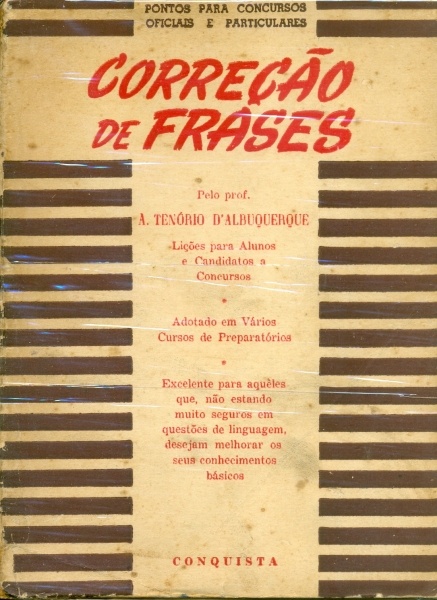 PONTOS PARA CONCURSOS
OFICIAIS E PARTICULARES
CORREÇÃO
DE FRASES
Pelo prof.
A. TENÓRIO D'ALBUQUERQUE
Lições para Alunos
e Candidatos a
Concursos
*
Adotado em Vários
Cursos de Preparatórios
*
Excelente para aquêles
que, não estando
muito seguros em
questões de linguagem,
desejam melhorar os
seus conhecimentos
básicos
CONQUISTA